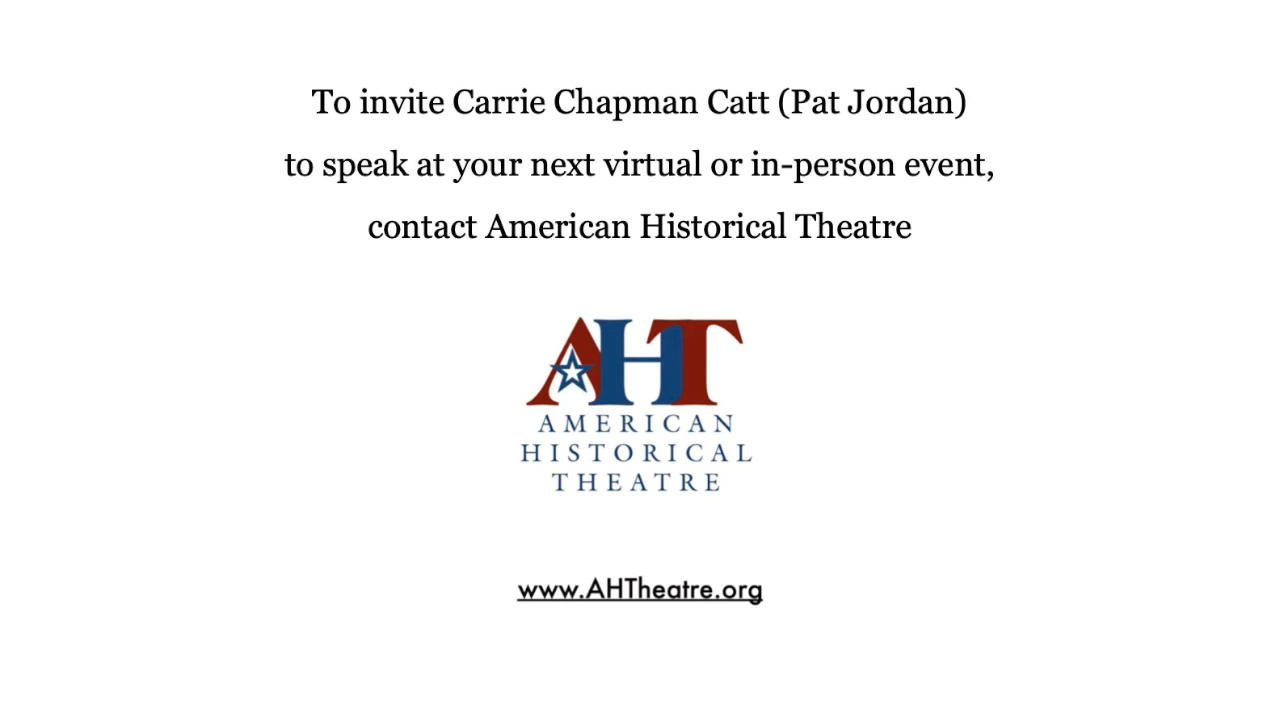 To invite Carrie Chapman Catt (Pat Jordan)
to speak at your next virtual or in-person event,
contact American Historical Theatre
AHT
AMERICAN
HISTORICAL
THEATRE
www.AHTheatre.org